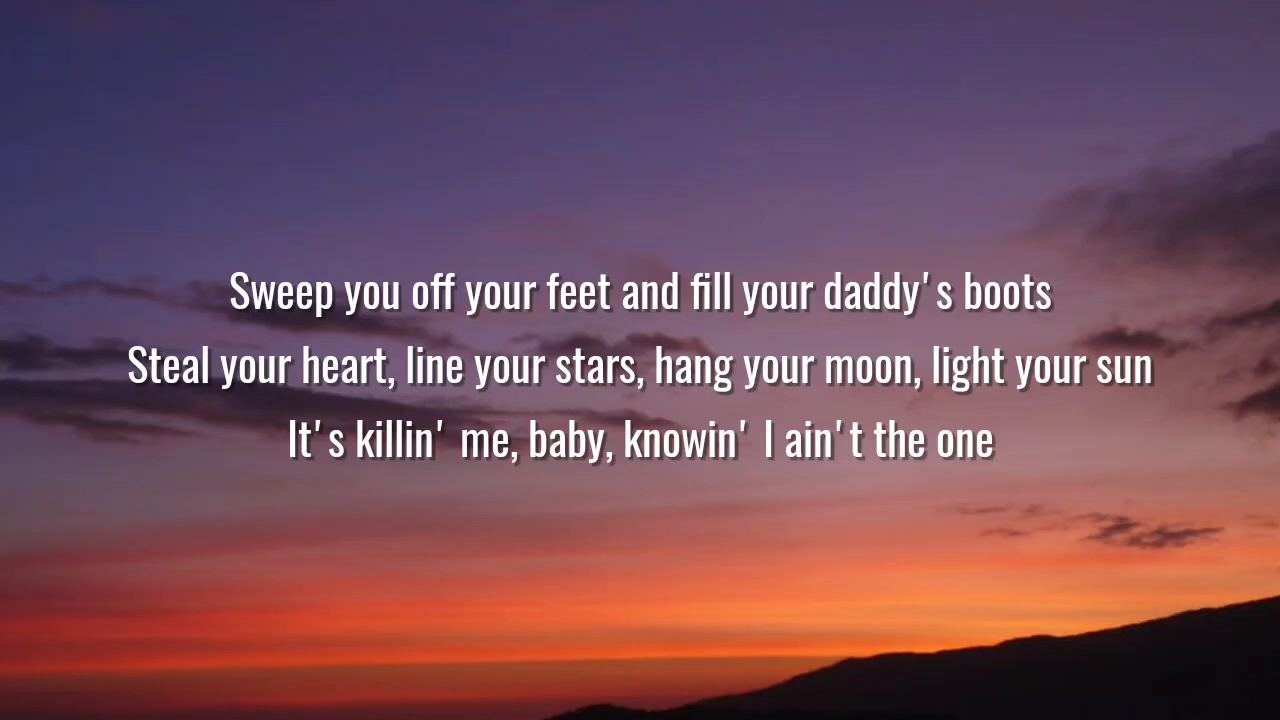 Sweep you off your feet and fill your daddy's boots
Steal your heart, line your stars, hang your moon, light your sun
It's killin' me, baby, knowin' I ain't the one